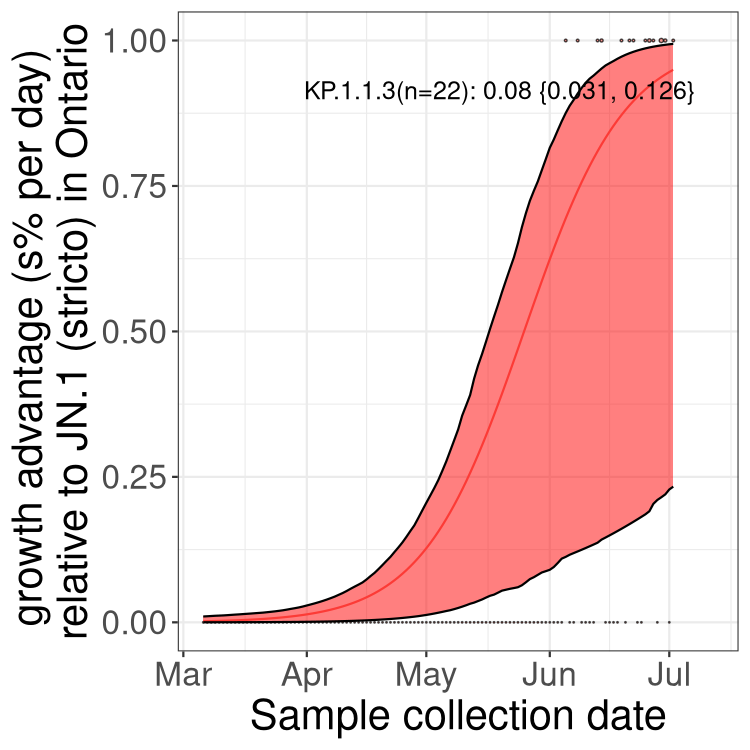 growth advantage (s% per day)
relative to JN.1 (stricto) in Ontario
1.00
0.75
0.50
0.25
0.00
KP.1.1.3(n=22): 0.08 {0.031, 0.126}
Mar Apr May Jun Jul
Sample collection date